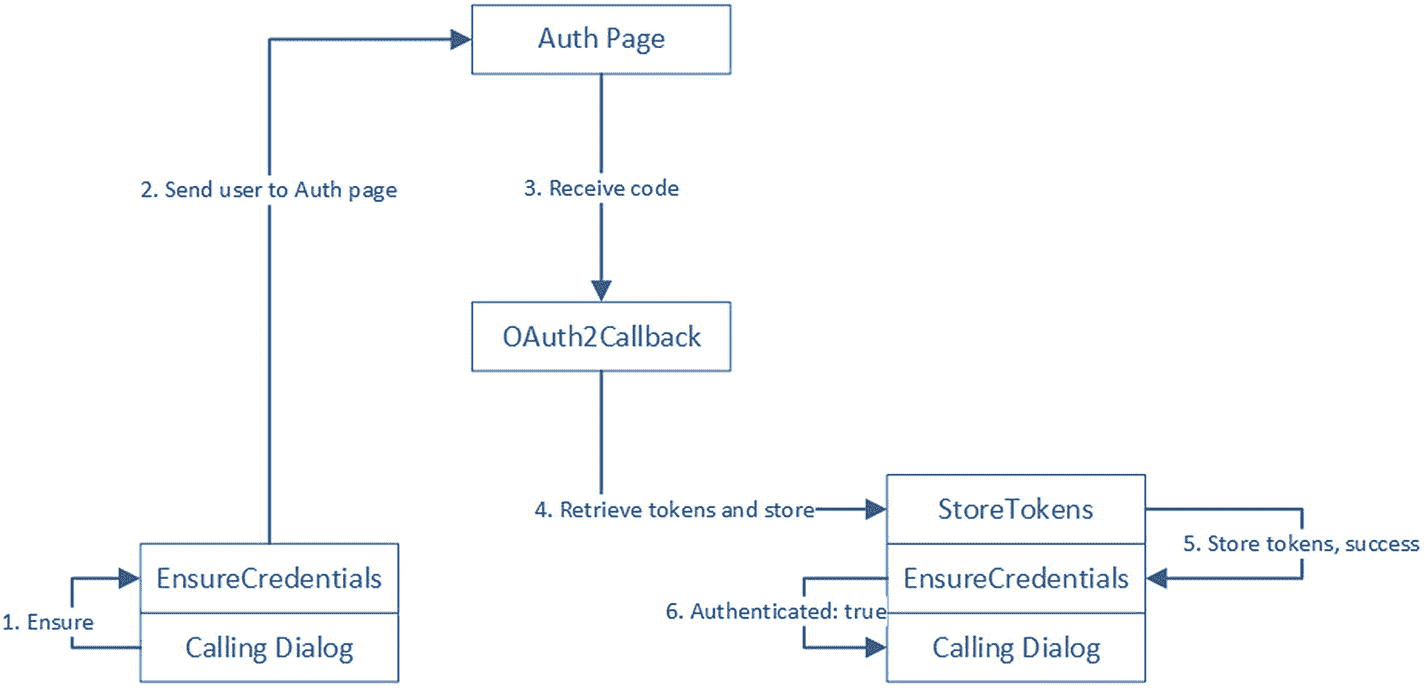 Auth Page
2. Send user to Auth page
3. Receive code
OAuth2Callback
4. Retrieve tokens and store
StoreTokens
5. Store tokens, success
EnsureCredentials
EnsureCredentials
1. Ensure
6. Authenticated: true
Calling Dialog
Calling Dialog